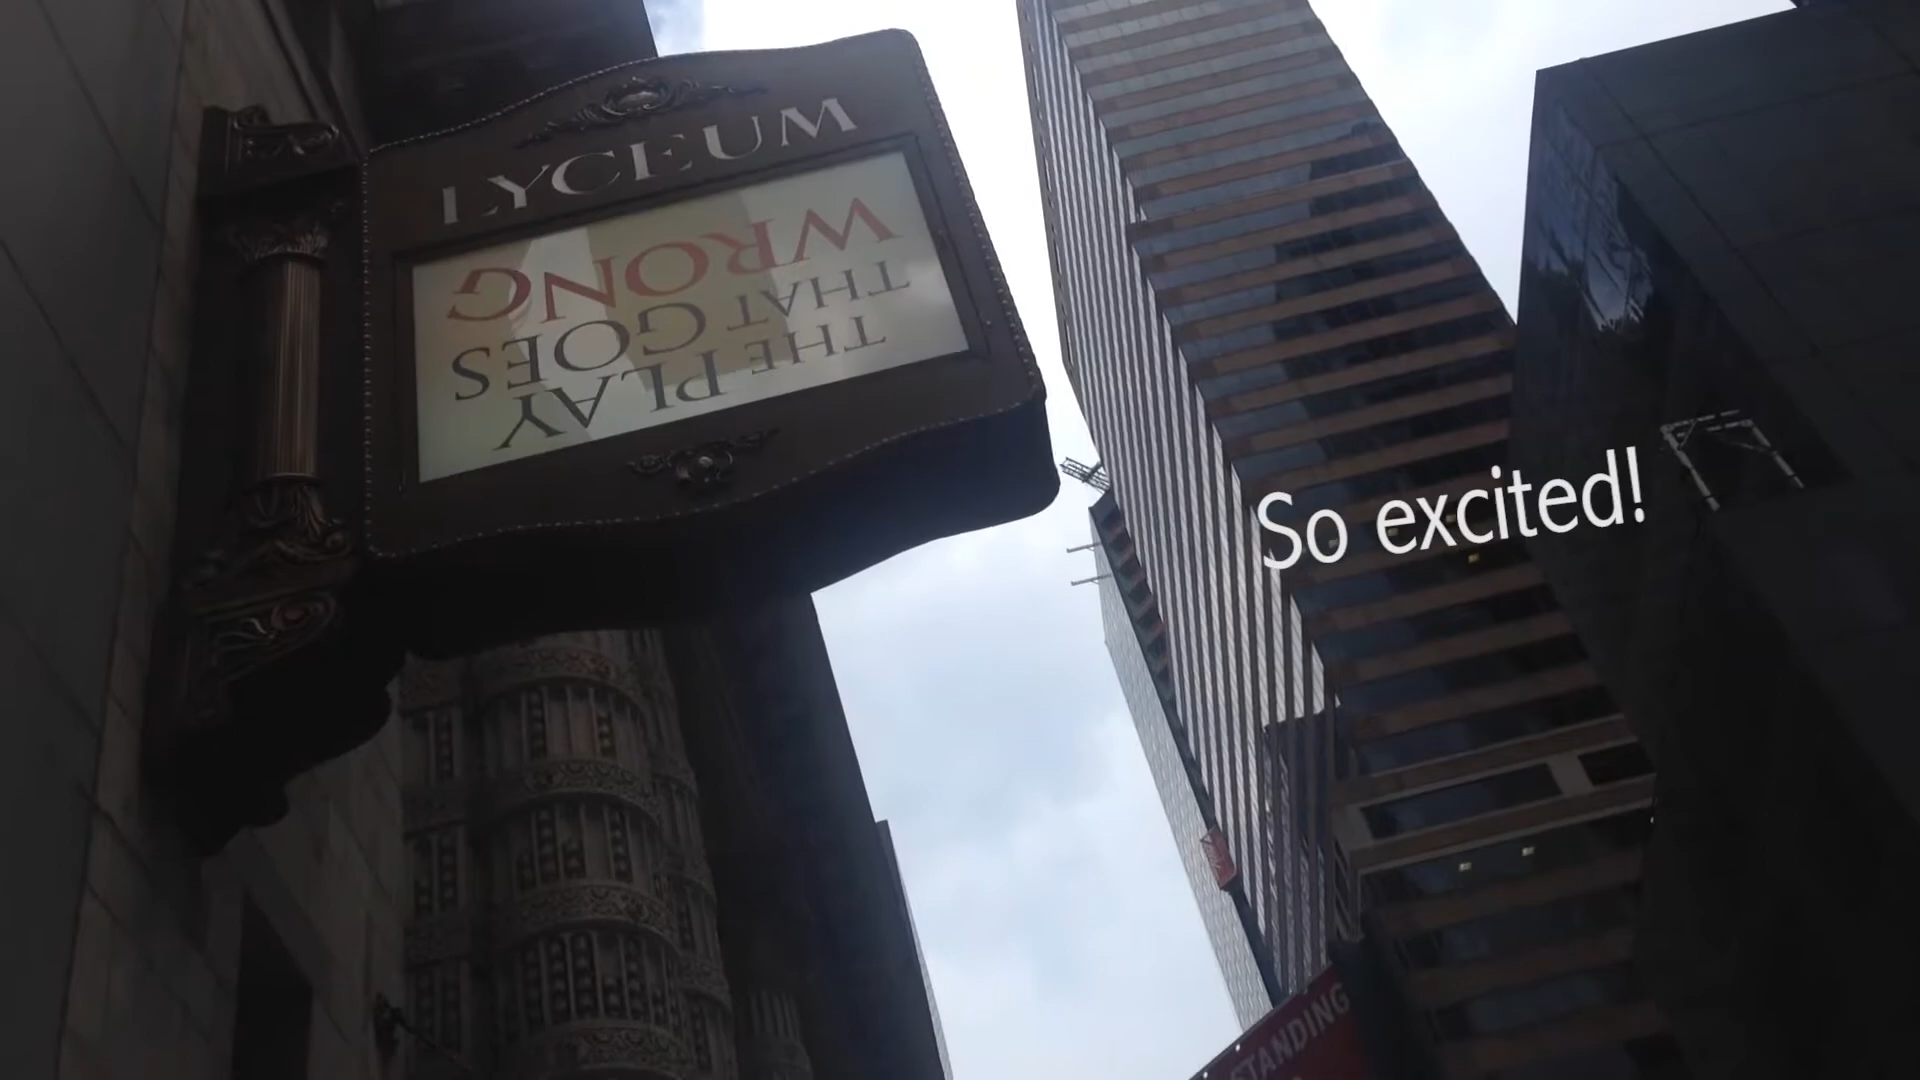 LYCEUM
THE PLAY
THAT GOES
WRONG
So excited!
STANDING